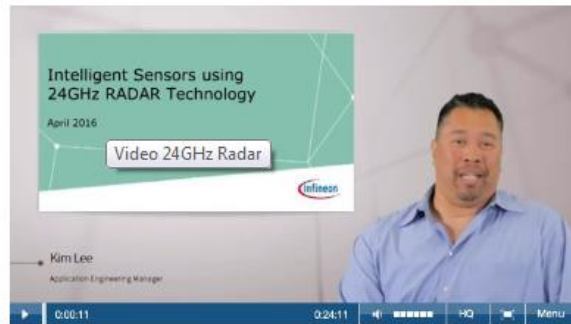 Intelligent Sensors using
24GHz RADAR Technology
April 2016
Video 24GHz Radar
infineon
Kim Lee
Application Engineering Manager
0:00:11
0:24:11
HQ
Menu